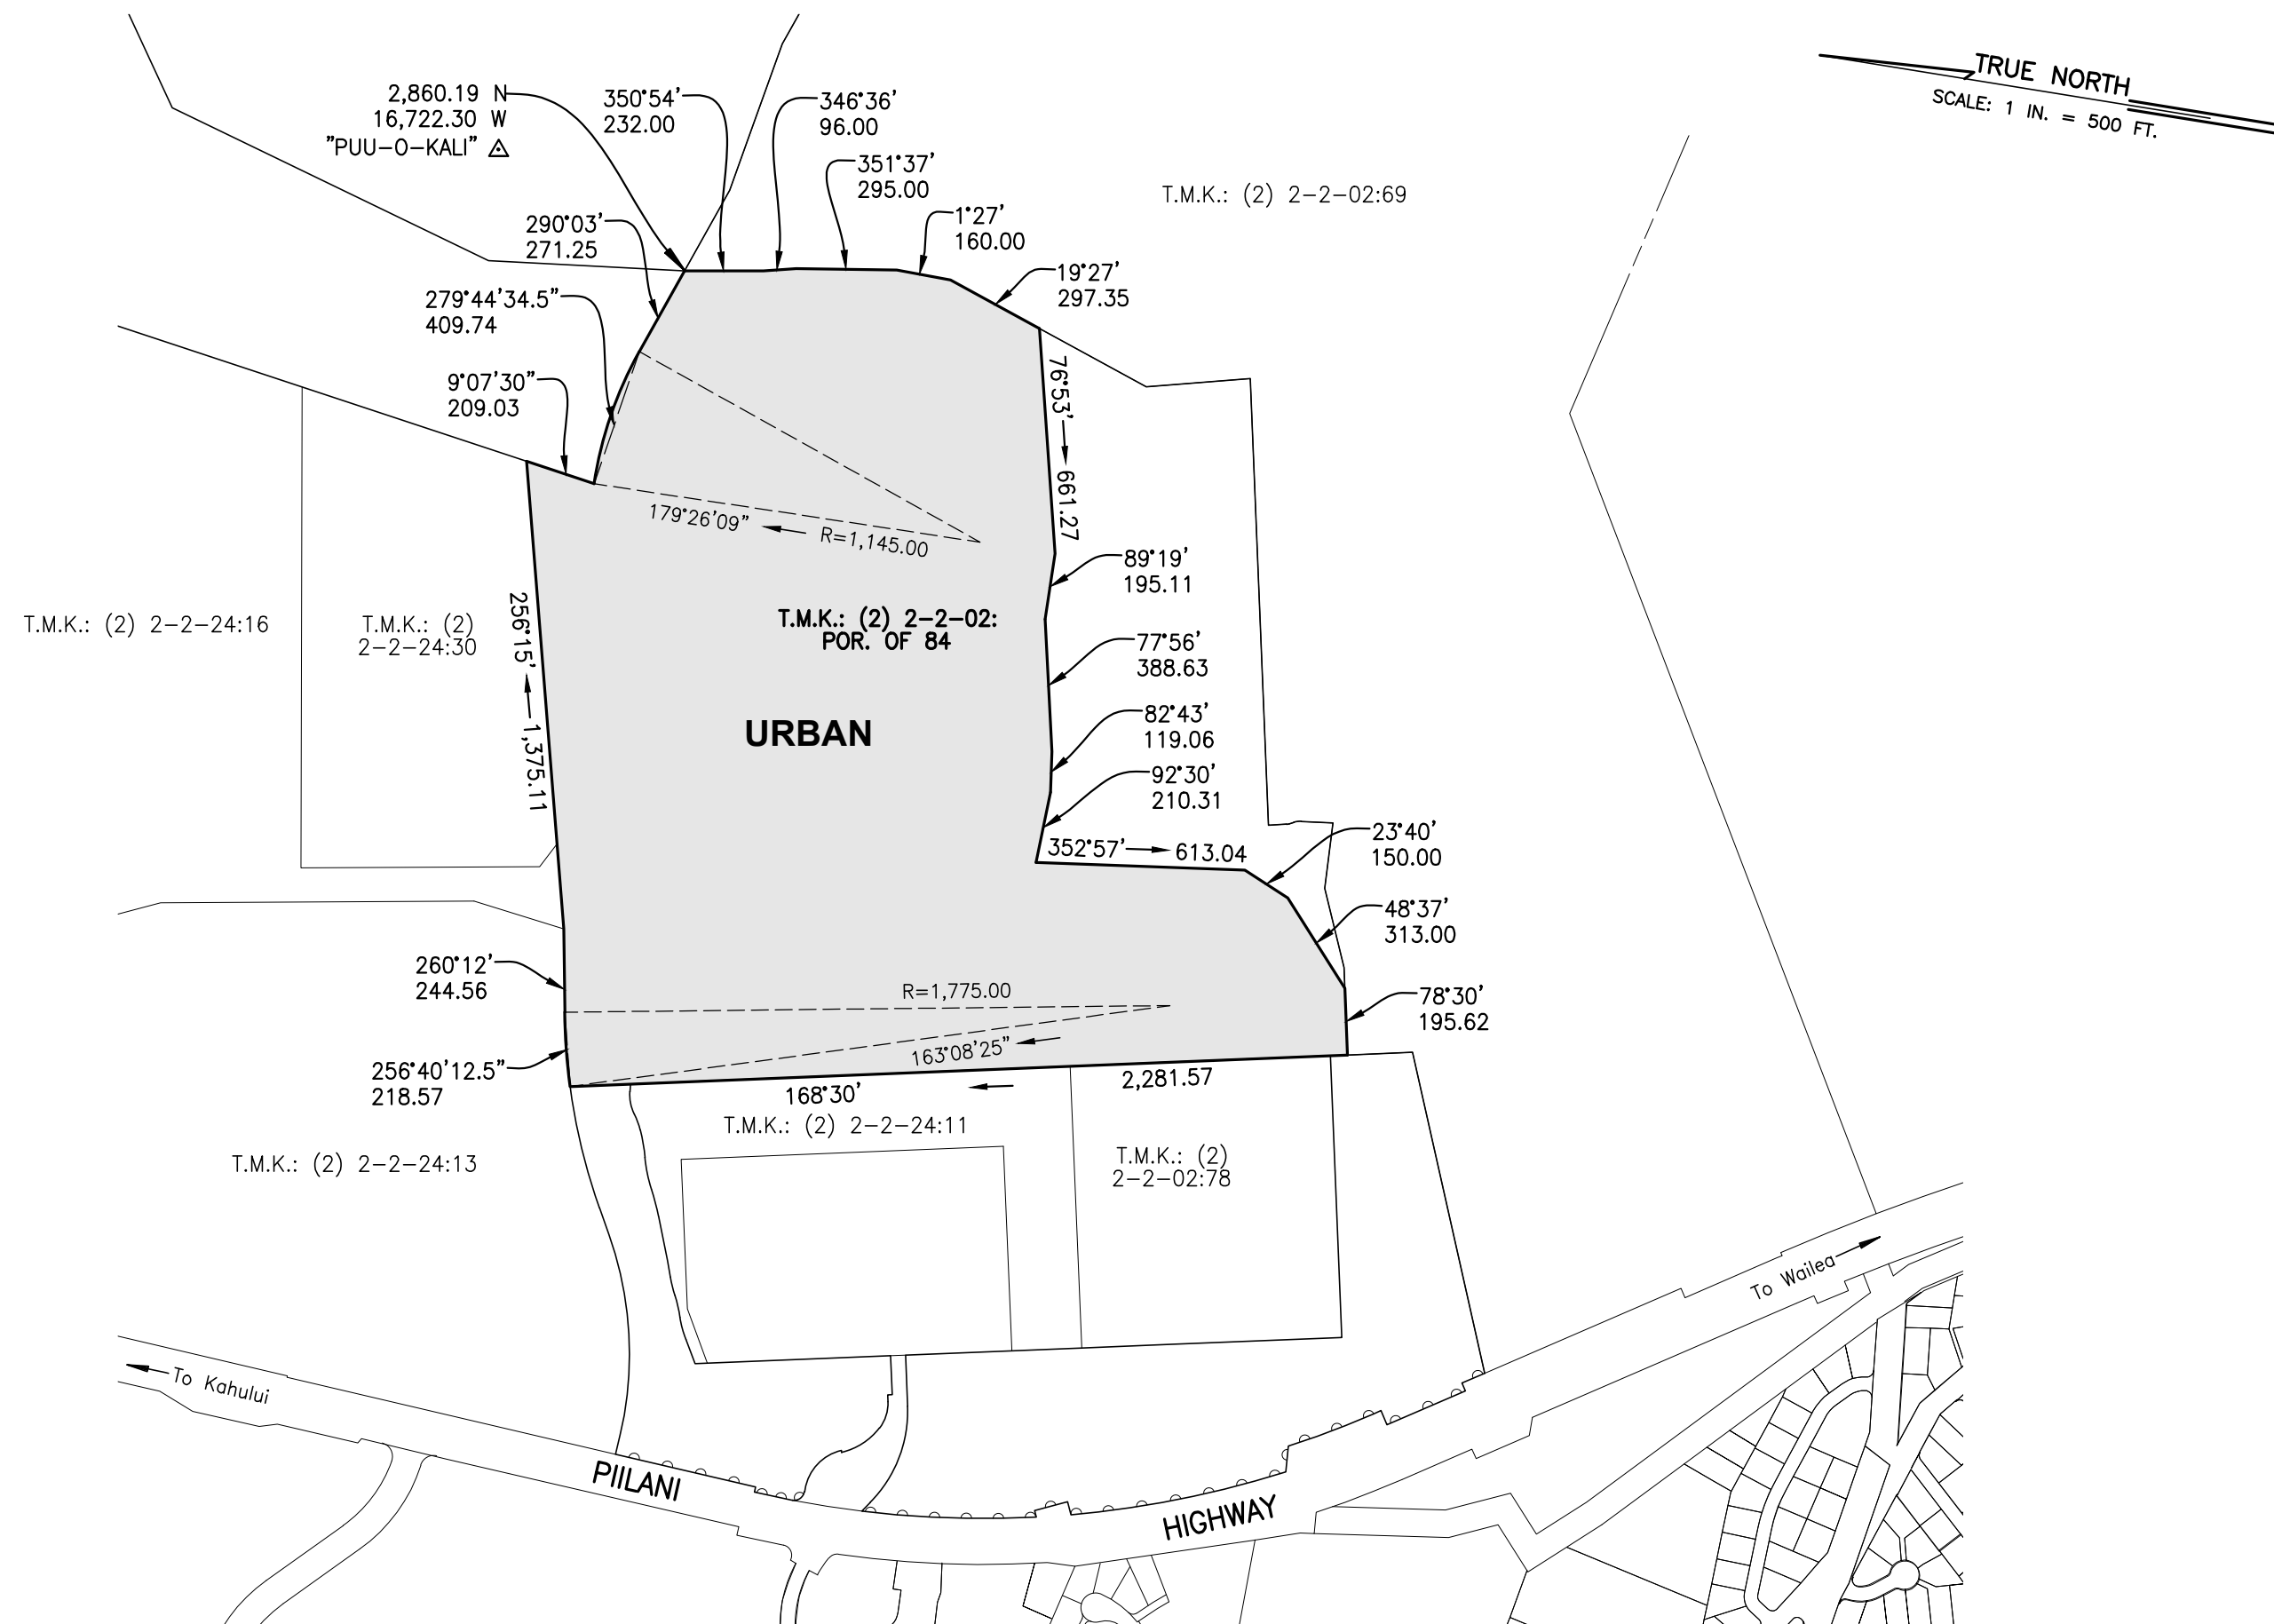 TRUE NORTH
SCALE: 1 IN. = 500 FT.
2,860.19 N
16,722.30 W
"PUU-O-KALI"
350°54'
232.00
346°36'
96.00
351°37'
295.00
1°27'
160.00
19°27'
297.35
T.M.K.: (2) 2-2-02:69
290°03'
271.25
279°44'34.5"
409.74
9°07'30"
209.03
76°53'
661.27
179°26'09"
R=1,145.00
89°19'
195.11
T.M.K.: (2) 2-2-24:16
T.M.K.: (2)
2-2-24:30
256°15'
1,375.11
T.M.K.: (2) 2-2-02:
POR. OF 84
URBAN
77°56'
388.63
82°43'
119.06
92°30'
210.31
352°57'
613.04
23°40'
150.00
48°37'
313.00
78°30'
195.62
260°12'
244.56
R=1,775.00
163°08'25"
256°40'12.5"
218.57
168°30'
2,281.57
T.M.K.: (2) 2-2-24:11
T.M.K.: (2)
2-2-02:78
T.M.K.: (2) 2-2-24:13
To Wailea
To Kahului
PIILANI
HIGHWAY